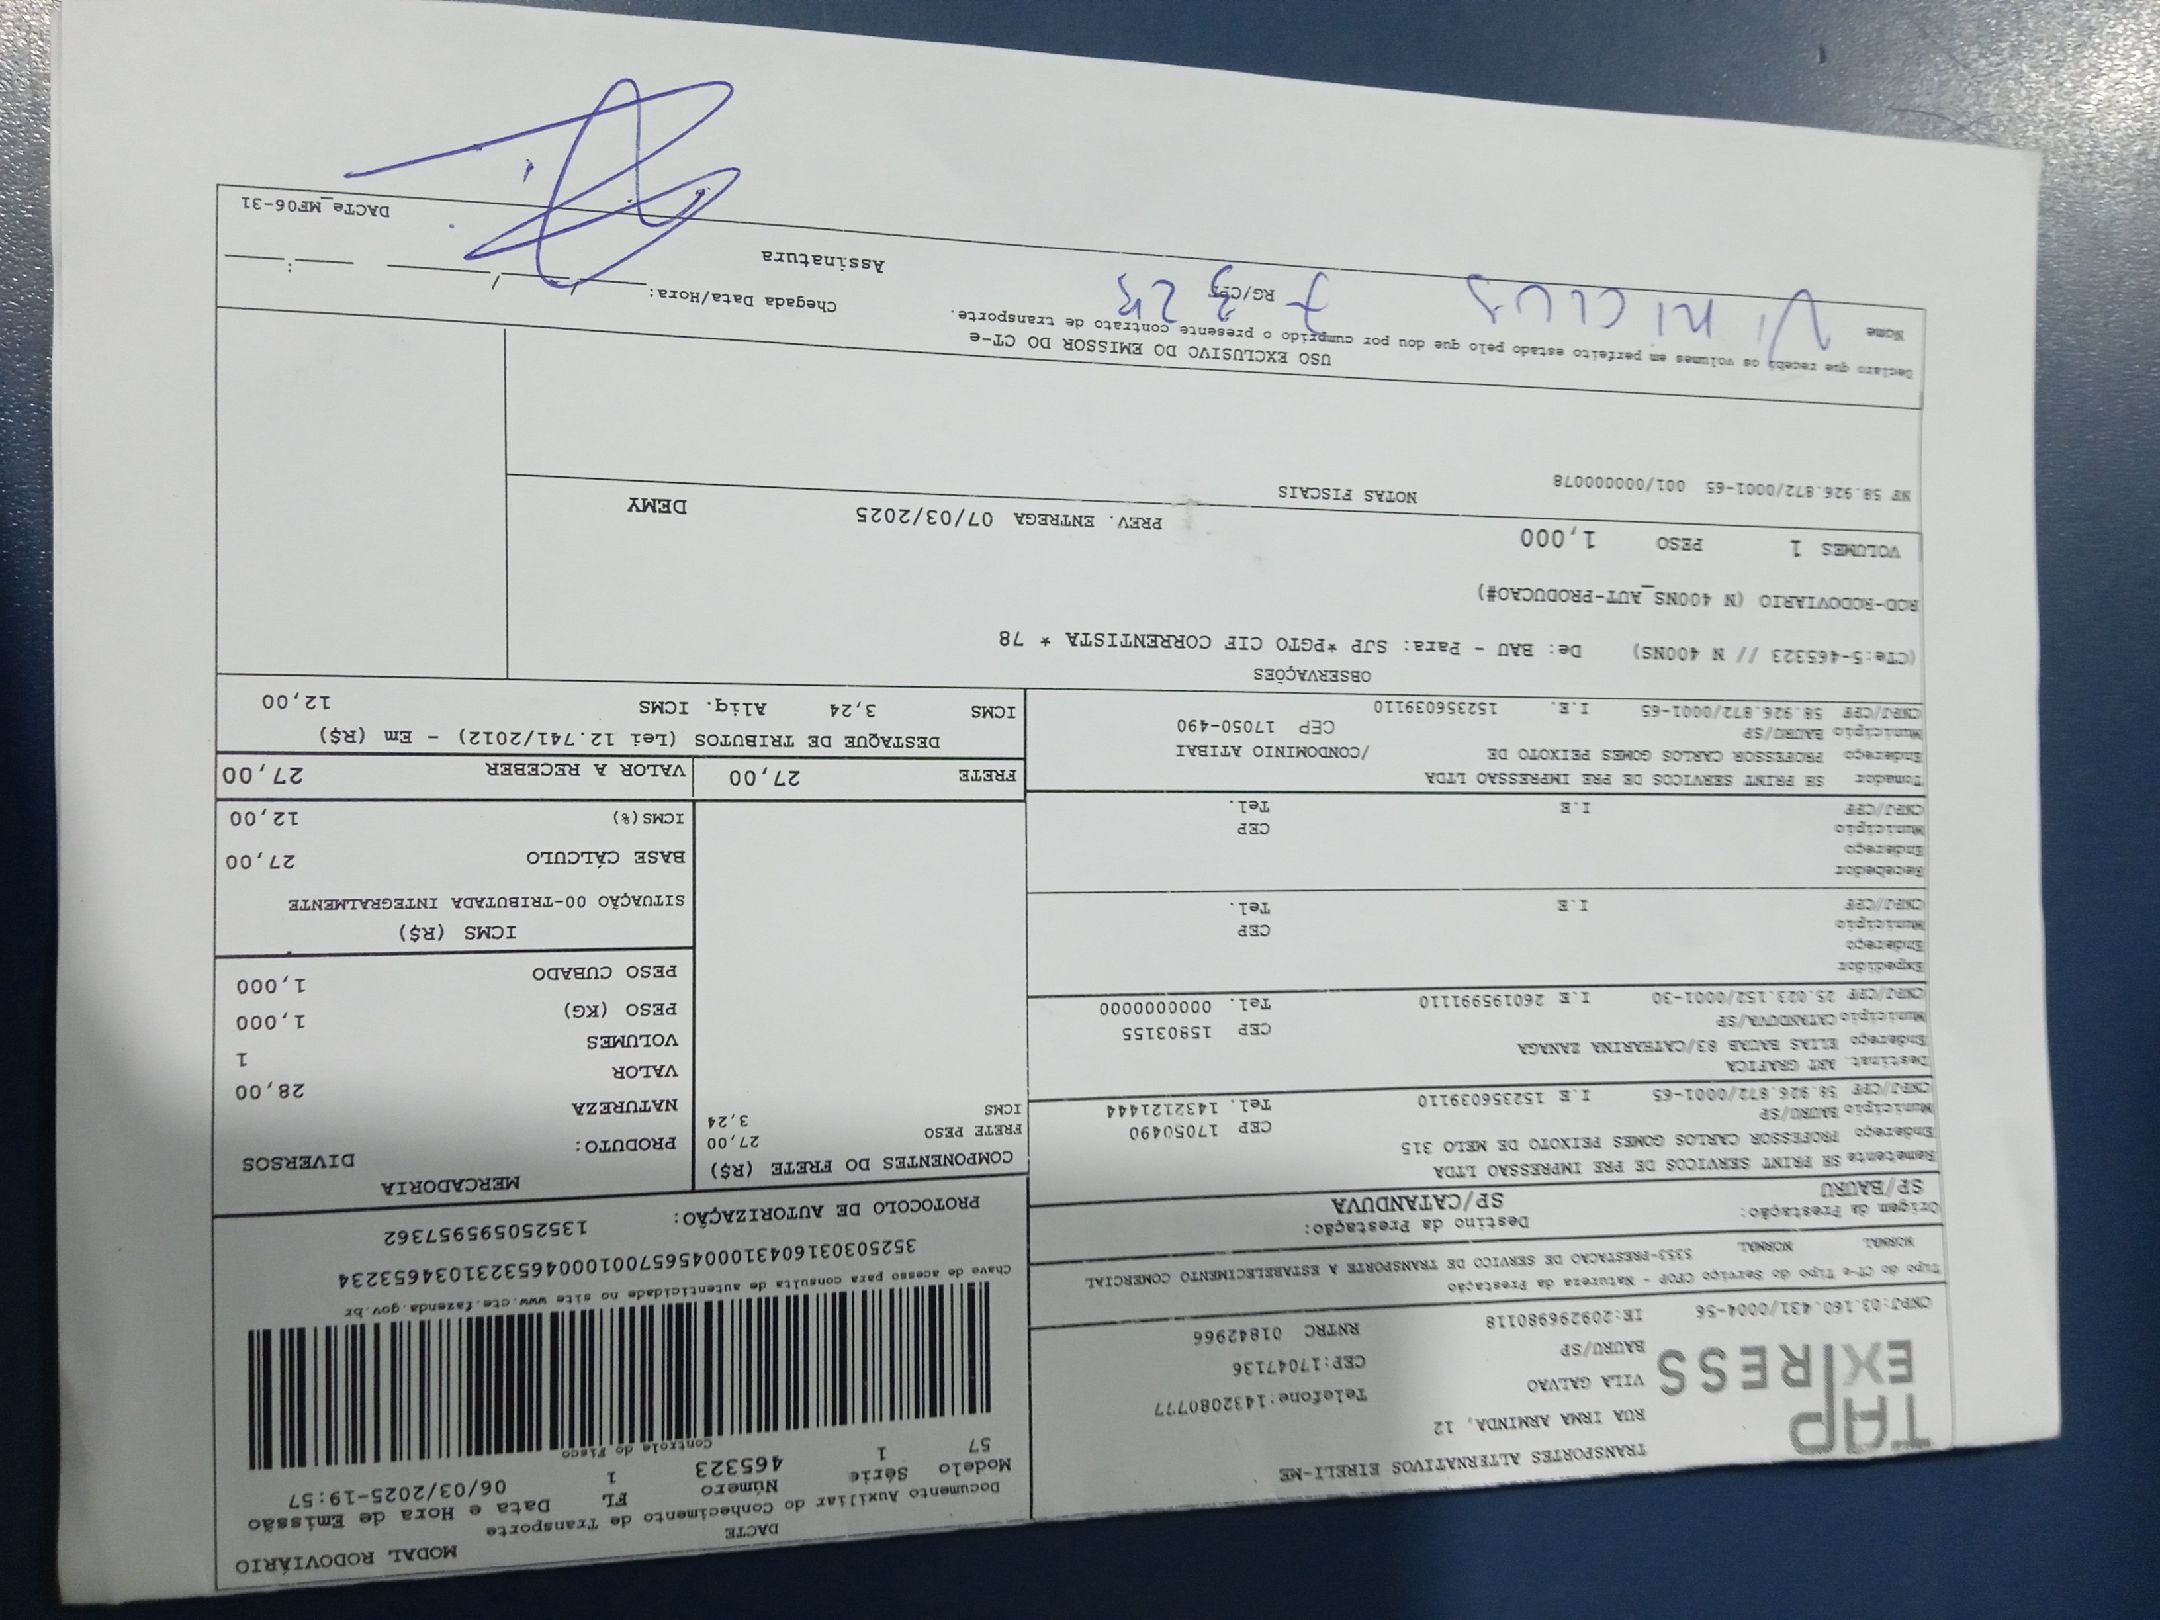 TAP
EXPRESS
TRANSPORTES ALTERNATIVOS EIRELI-ME
RUA IRMA ARMINDA, 12
VILA GALVAO
BAURU/SP
Telefone:1432080777
CEP:17047136
CNPJ:03.160.431/0004-56 IE:209296980118 RNTRC 01842966
Tipo do CT-e Tipo do Serviço CFOP - Natureza da Prestação
NORMAL NORMAL 5353-PRESTACAO DE SERVICO DE TRANSPORTE A ESTABELECIMENTO COMERCIAL
Origem da Prestação: Destino da Prestação:
SP/BAURU SP/CATANDUVA
MODAL RODOVIÁRIO
DACTE
Documento Auxiliar do Conhecimento de Transporte
Modelo Série Número FL Data e Hora de Emissão
57 1 465323 1 06/03/2025-19:57
Controle do Fisco
Chave de acesso para consulta de autenticidade no site www.cte.fazenda.gov.br
35250303160431000456570010004653231034653234
PROTOCOLO DE AUTORIZAÇÃO: 135250595957362
Remetente SE PRINT SERVICOS DE PRE IMPRESSAO LTDA
Endereço PROFESSOR CARLOS GOMES PEIXOTO DE MELO 315
Município BAURU/SP CEP 17050490
CNPJ/CPF 58.926.872/0001-65 I.E 152356039110 Tel. 1432121444
Destinat. ART GRAFICA
Endereço ELIAS BAUAB 83/CATHARINA ZANAGA
Município CATANDUVA/SP CEP 15803155
CNPJ/CPF 25.023.152/0001-30 I.E 260195991110 Tel. 0000000000
Expedidor
Endereço
Município CEP
CNPJ/CPF I.E Tel.
Recebedor
Endereço
Município CEP
CNPJ/CPF I.E Tel.
Tomador SE PRINT SERVICOS DE PRE IMPRESSAO LTDA
Endereço PROFESSOR CARLOS GOMES PEIXOTO DE /CONDOMINIO ATIBAI
Município BAURU/SP CEP 17050-490
CNPJ/CPF 58.926.872/0001-65 I.E. 152356039110
COMPONENTES DO FRETE (R$)
FRETE PESO 27,00
ICMS 3,24
MERCADORIA
PRODUTO: DIVERSOS
NATUREZA
VALOR 28,00
VOLUMES 1
PESO (KG) 1,000
PESO CUBADO 1,000
ICMS (R$)
SITUAÇÃO 00-TRIBUTADA INTEGRALMENTE
BASE CÁLCULO 27,00
ICMS(%) 12,00
FRETE 27,00 VALOR A RECEBER 27,00
DESTAQUE DE TRIBUTOS (Lei 12.741/2012) - Em (R$)
ICMS 3,24 Aliq. ICMS 12,00
OBSERVAÇÕES
(CTe:5-465323 // N 400NS) De: BAU - Para: SJP *PGTO CIF CORRENTISTA * 78
ROD-RODOVIARIO (N 400NS_AUT-PRODUCAO#)
VOLUMES 1 PESO 1,000 PREV. ENTREGA 07/03/2025 DEMY
NOTAS FISCAIS
NF 58.926.872/0001-65 001/000000078
USO EXCLUSIVO DO EMISSOR DO CT-e
Declaro que recebi os volumes em perfeito estado pelo que dou por cumprido o presente contrato de transporte.
Nome RG/CPF Assinatura Chegada Data/Hora: / / :
DACTe_MF06-31